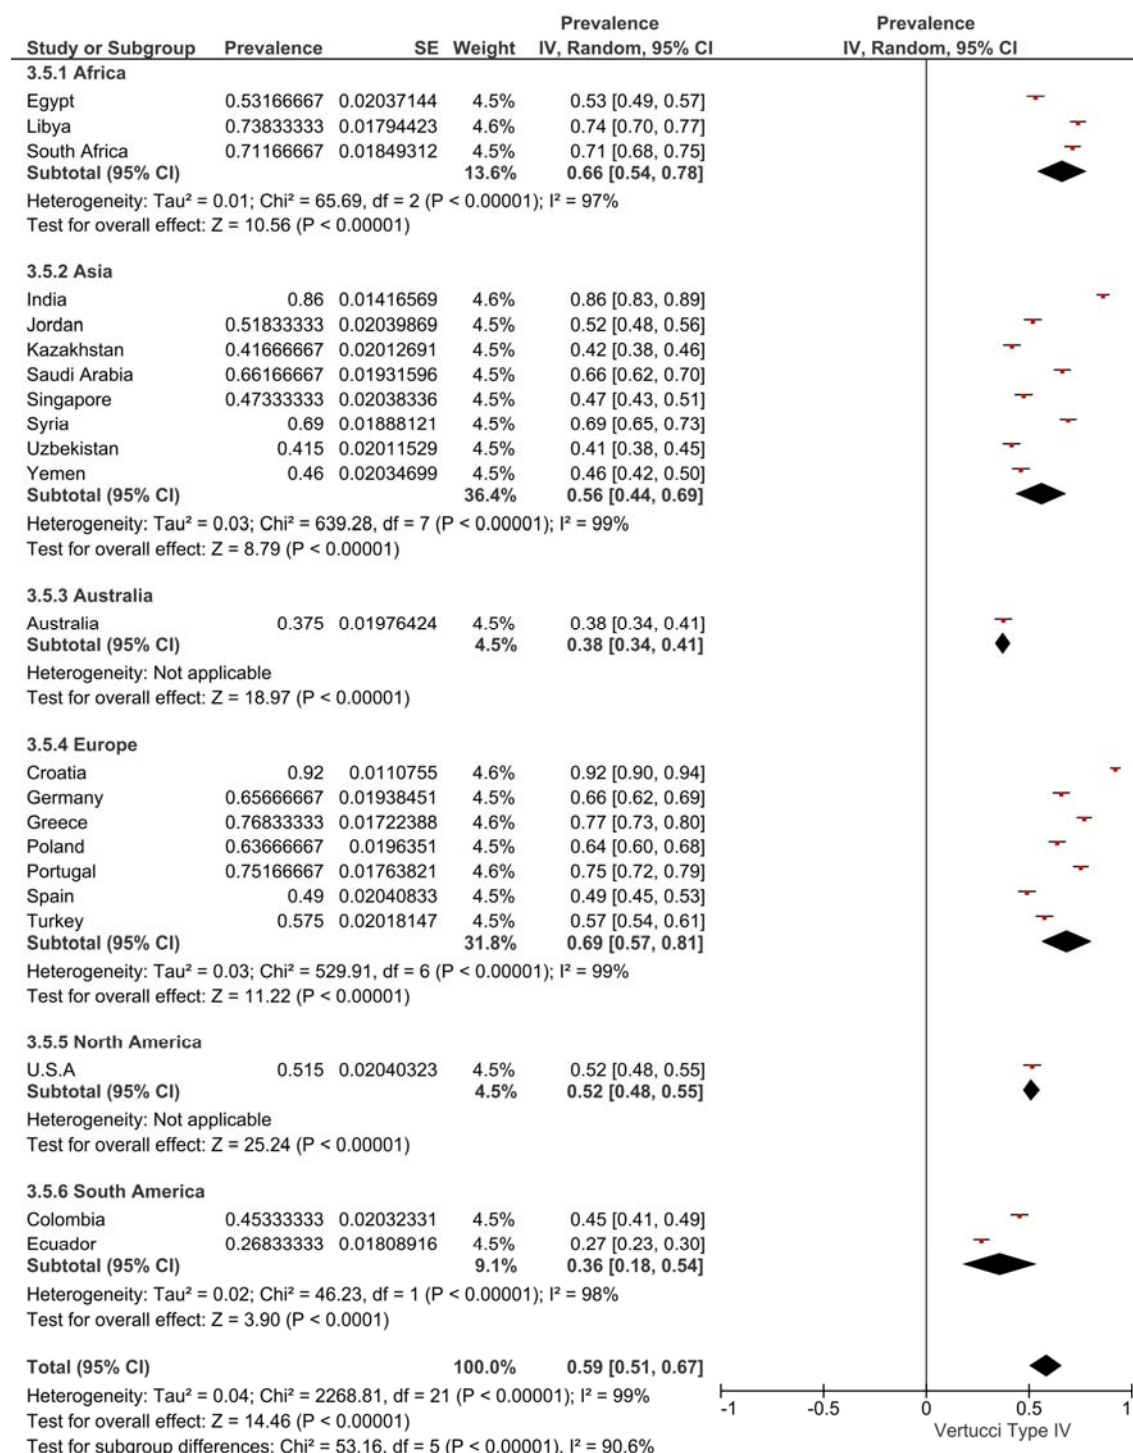 Prevalence Prevalence
Study or Subgroup Prevalence SE Weight IV, Random, 95% CI IV, Random, 95% CI
3.5.1 Africa
Egypt 0.53166667 0.02037144 4.5% 0.53 [0.49, 0.57]
Libya 0.73833333 0.01794423 4.6% 0.74 [0.70, 0.77]
South Africa 0.71166667 0.01849312 4.5% 0.71 [0.68, 0.75]
Subtotal (95% CI) 13.6% 0.66 [0.54, 0.78]
Heterogeneity: Tau² = 0.01; Chi² = 65.69, df = 2 (P < 0.00001); I² = 97%
Test for overall effect: Z = 10.56 (P < 0.00001)
3.5.2 Asia
India 0.86 0.01416569 4.6% 0.86 [0.83, 0.89]
Jordan 0.51833333 0.02039869 4.5% 0.52 [0.48, 0.56]
Kazakhstan 0.41666667 0.02012691 4.5% 0.42 [0.38, 0.46]
Saudi Arabia 0.66166667 0.01931596 4.5% 0.66 [0.62, 0.70]
Singapore 0.47333333 0.02038336 4.5% 0.47 [0.43, 0.51]
Syria 0.69 0.01888121 4.5% 0.69 [0.65, 0.73]
Uzbekistan 0.415 0.02011529 4.5% 0.41 [0.38, 0.45]
Yemen 0.46 0.02034699 4.5% 0.46 [0.42, 0.50]
Subtotal (95% CI) 36.4% 0.56 [0.44, 0.69]
Heterogeneity: Tau² = 0.03; Chi² = 639.28, df = 7 (P < 0.00001); I² = 99%
Test for overall effect: Z = 8.79 (P < 0.00001)
3.5.3 Australia
Australia 0.375 0.01976424 4.5% 0.38 [0.34, 0.41]
Subtotal (95% CI) 4.5% 0.38 [0.34, 0.41]
Heterogeneity: Not applicable
Test for overall effect: Z = 18.97 (P < 0.00001)
3.5.4 Europe
Croatia 0.92 0.0110755 4.6% 0.92 [0.90, 0.94]
Germany 0.65666667 0.01938451 4.5% 0.66 [0.62, 0.69]
Greece 0.76833333 0.01722388 4.6% 0.77 [0.73, 0.80]
Poland 0.63666667 0.0196351 4.5% 0.64 [0.60, 0.68]
Portugal 0.75166667 0.01763821 4.6% 0.75 [0.72, 0.79]
Spain 0.49 0.02040833 4.5% 0.49 [0.45, 0.53]
Turkey 0.575 0.02018147 4.5% 0.57 [0.54, 0.61]
Subtotal (95% CI) 31.8% 0.69 [0.57, 0.81]
Heterogeneity: Tau² = 0.03; Chi² = 529.91, df = 6 (P < 0.00001); I² = 99%
Test for overall effect: Z = 11.22 (P < 0.00001)
3.5.5 North America
U.S.A 0.515 0.02040323 4.5% 0.52 [0.48, 0.55]
Subtotal (95% CI) 4.5% 0.52 [0.48, 0.55]
Heterogeneity: Not applicable
Test for overall effect: Z = 25.24 (P < 0.00001)
3.5.6 South America
Colombia 0.45333333 0.02032331 4.5% 0.45 [0.41, 0.49]
Ecuador 0.26833333 0.01808916 4.5% 0.27 [0.23, 0.30]
Subtotal (95% CI) 9.1% 0.36 [0.18, 0.54]
Heterogeneity: Tau² = 0.02; Chi² = 46.23, df = 1 (P < 0.00001); I² = 98%
Test for overall effect: Z = 3.90 (P < 0.0001)
Total (95% CI) 100.0% 0.59 [0.51, 0.67]
Heterogeneity: Tau² = 0.04; Chi² = 2268.81, df = 21 (P < 0.00001); I² = 99%
-1 -0.5 0 0.5 1
Test for overall effect: Z = 14.46 (P < 0.00001)
Vertucci Type IV
Test for subgroup differences: Chi² = 53.16, df = 5 (P < 0.00001), I² = 90.6%